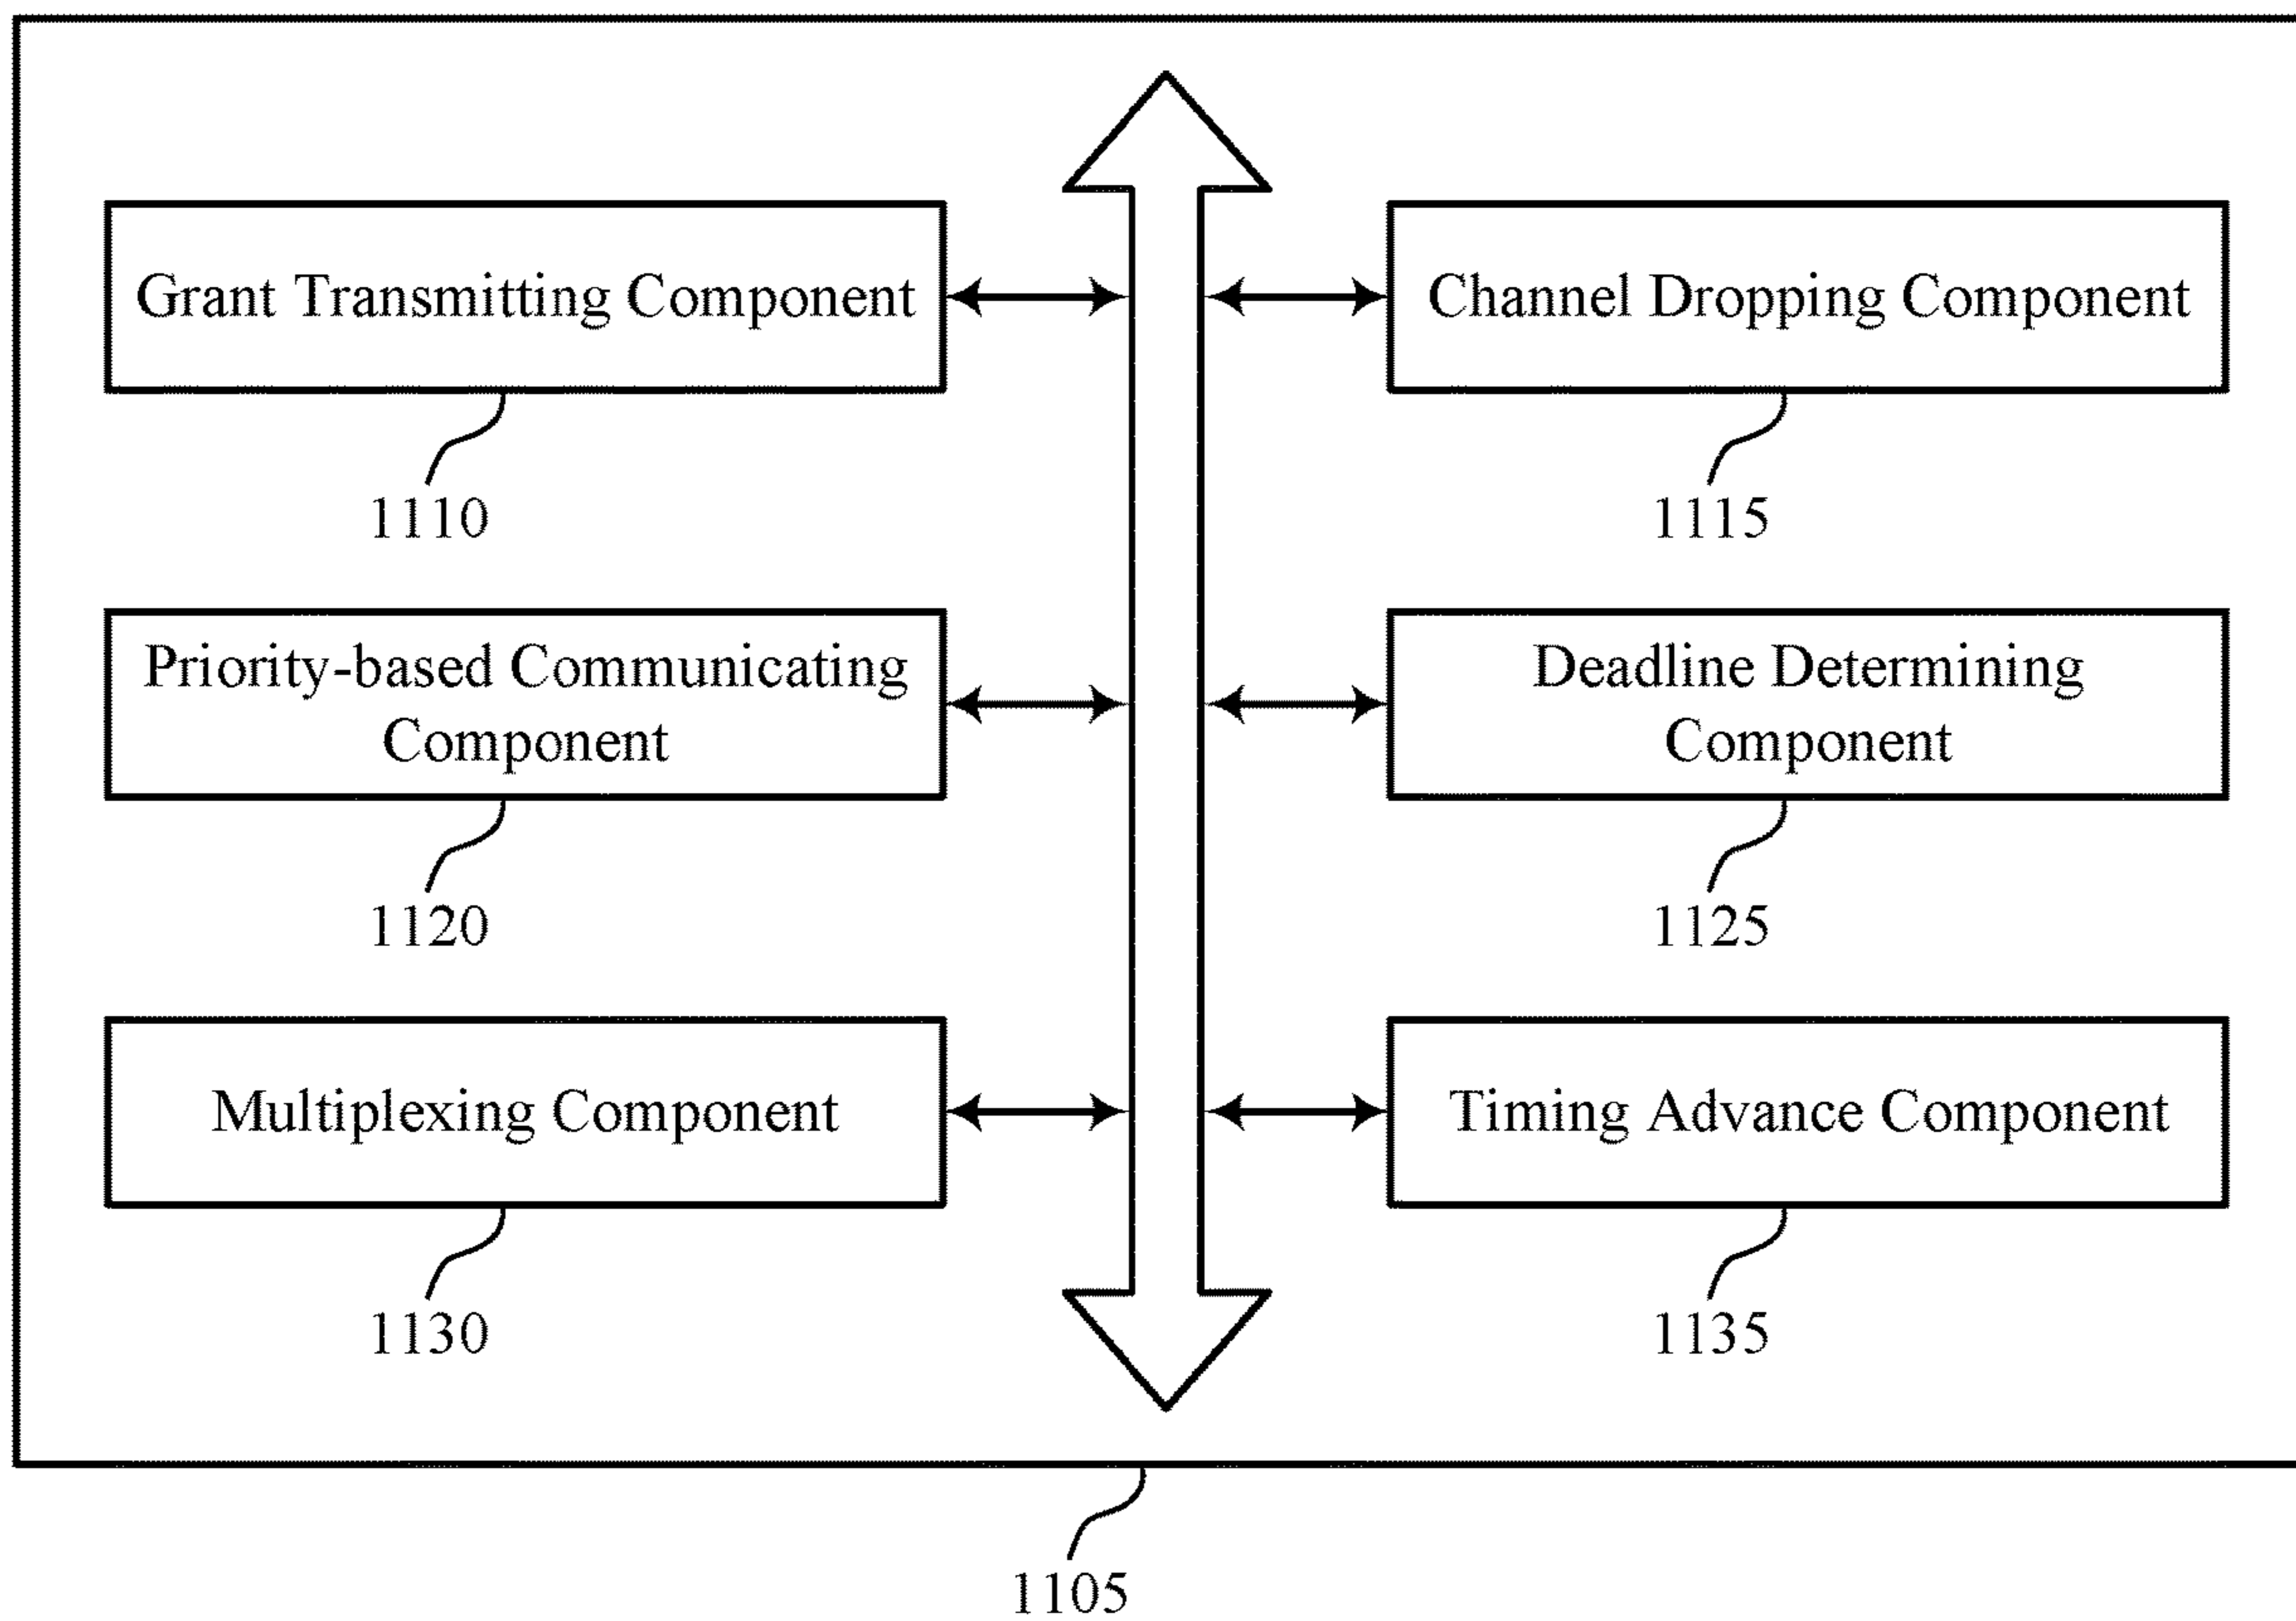 Grant Transmitting Component
1110
Channel Dropping Component
1115
Priority-based Communicating
Component
1120
Deadline Determining
Component
1125
Multiplexing Component
1130
Timing Advance Component
1135
1105